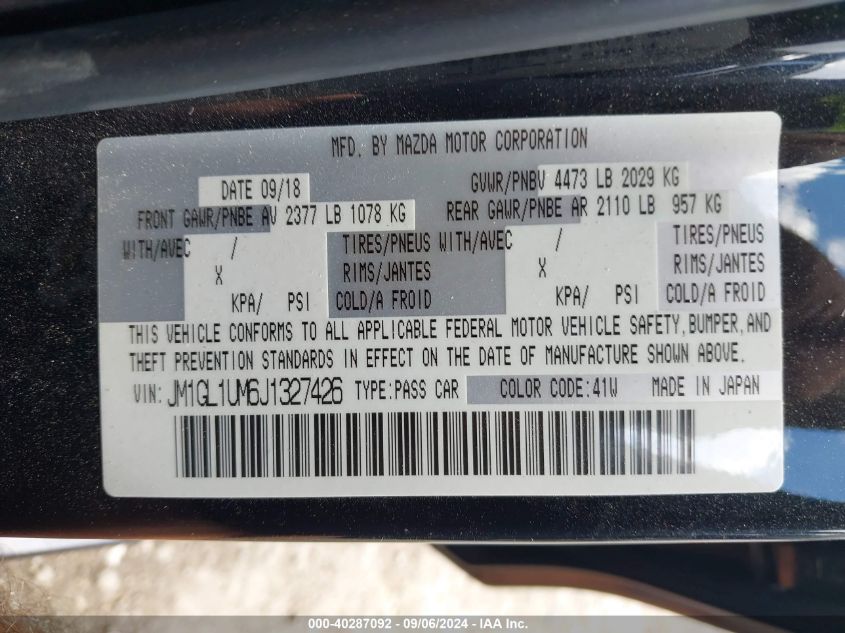 MFD. BY MAZDA MOTOR CORPORATION
DATE 09/18 GVWR/PNBV 4473 LB 2029 KG
FRONT GAWR/PNBE AV 2377 LB 1078 KG REAR GAWR/PNBE AR 2110 LB 957 KG
WITH/AVEC / TIRES/PNEUS WITH/AVEC / TIRES/PNEUS
X RIMS/JANTES X RIMS/JANTES
KPA/ PSI COLD/A FROID KPA/ PSI COLD/A FROID
THIS VEHICLE CONFORMS TO ALL APPLICABLE FEDERAL MOTOR VEHICLE SAFETY, BUMPER, AND
THEFT PREVENTION STANDARDS IN EFFECT ON THE DATE OF MANUFACTURE SHOWN ABOVE.
VIN: JM1GL1UM6J1327426 TYPE:PASS CAR COLOR CODE:41W MADE IN JAPAN
000-40287092 - 09/06/2024 - IAA Inc.